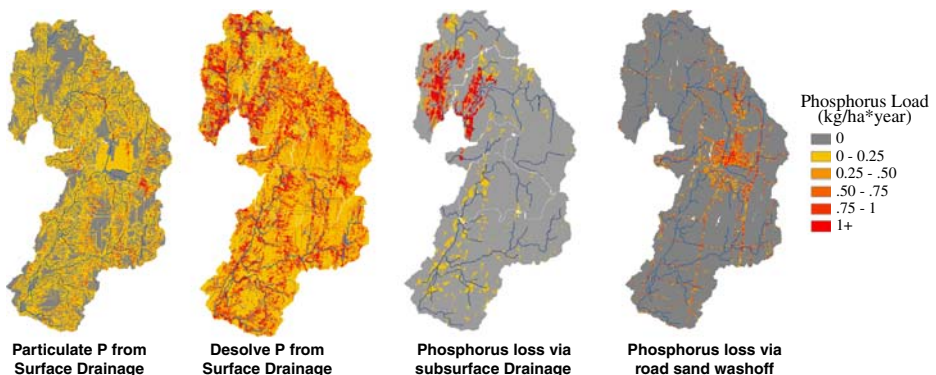 Phosphorus Load
(kg/ha*year)
0
0 - 0.25
0.25 - .50
.50 - .75
.75 - 1
1+
Particulate P from
Surface Drainage
Desolve P from
Surface Drainage
Phosphorus loss via
subsurface Drainage
Phosphorus loss via
road sand washoff